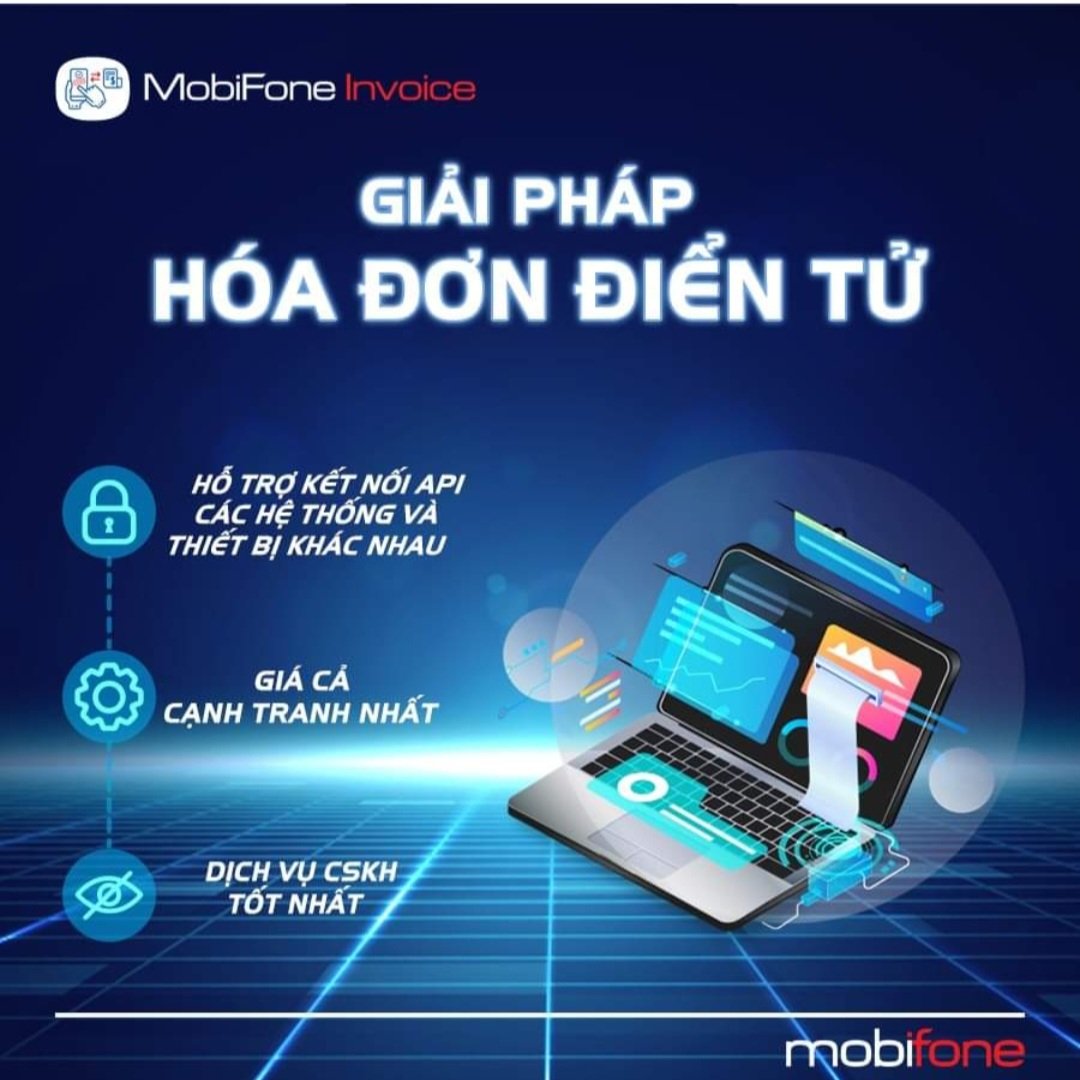 MobiFone Invoice
GIẢI PHÁP
HÓA ĐƠN ĐIỂN TỬ
HỖ TRỢ KẾT NỐI API
CÁC HỆ THỐNG VÀ
THIẾT BỊ KHÁC NHAU
GIÁ CẢ
CẠNH TRANH NHẤT
DỊCH VỤ CSKH
TỐT NHẤT
mobifone